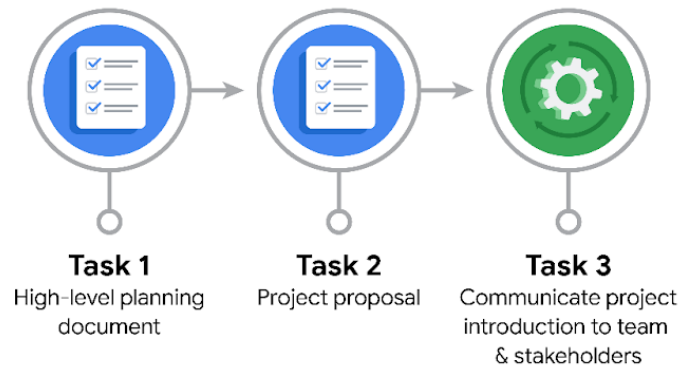 Task 1
High-level planning
document
Task 2
Project proposal
Task 3
Communicate project
introduction to team
& stakeholders